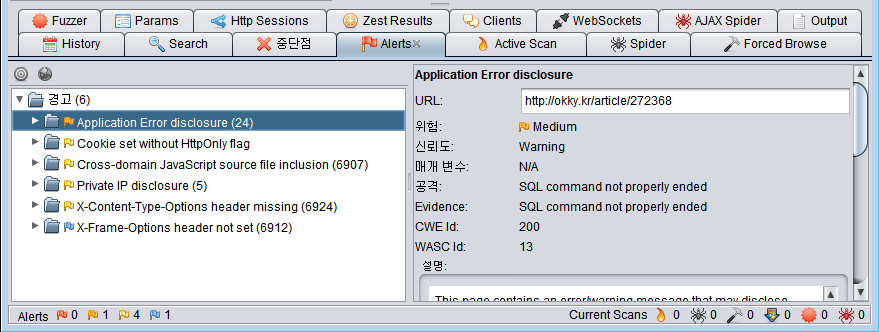 Fuzzer Params Http Sessions Zest Results Clients WebSockets AJAX Spider Output
History Search 중단점 Alerts Active Scan Spider Forced Browse
경고 (6)
Application Error disclosure (24)
Cookie set without HttpOnly flag
Cross-domain JavaScript source file inclusion (6907)
Private IP disclosure (5)
X-Content-Type-Options header missing (6924)
X-Frame-Options header not set (6912)
Application Error disclosure
URL: http://okky.kr/article/272368
위험: Medium
신뢰도: Warning
매개 변수: N/A
공격: SQL command not properly ended
Evidence: SQL command not properly ended
CWE Id: 200
WASC Id: 13
설명:
This page contains an error/warning message that may disclose
Alerts 0 1 4 1 Current Scans 0 0 0 0 0 0